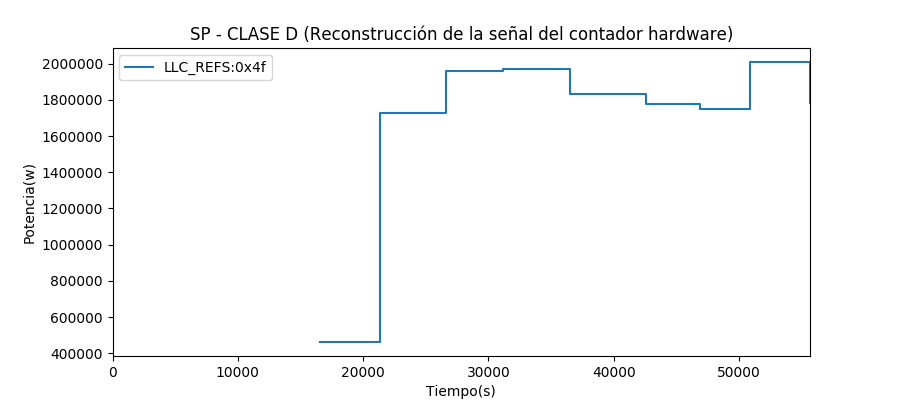 SP - CLASE D (Reconstrucción de la señal del contador hardware)
LLC_REFS:0x4f
Potencia(w)
2000000
1800000
1600000
1400000
1200000
1000000
800000
600000
400000
0 10000 20000 30000 40000 50000
Tiempo(s)